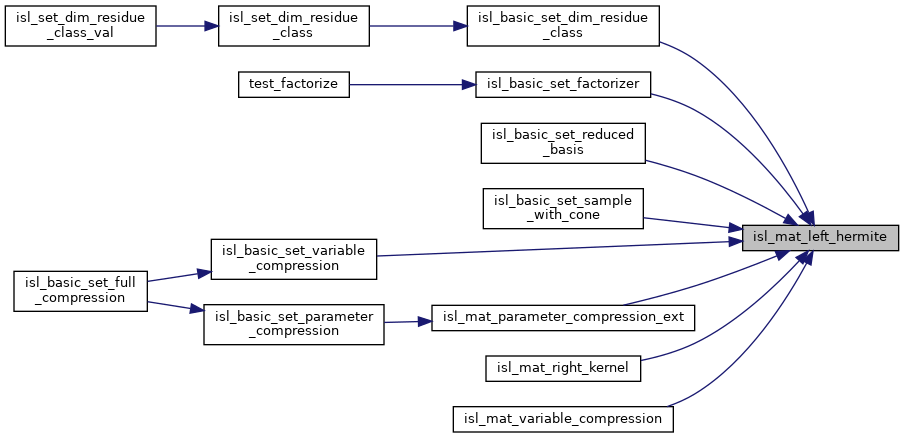 isl_set_dim_residue
_class_val
isl_set_dim_residue
_class
isl_basic_set_dim_residue
_class
test_factorize
isl_basic_set_factorizer
isl_basic_set_reduced
_basis
isl_basic_set_sample
_with_cone
isl_mat_left_hermite
isl_basic_set_variable
_compression
isl_basic_set_full
_compression
isl_basic_set_parameter
_compression
isl_mat_parameter_compression_ext
isl_mat_right_kernel
isl_mat_variable_compression